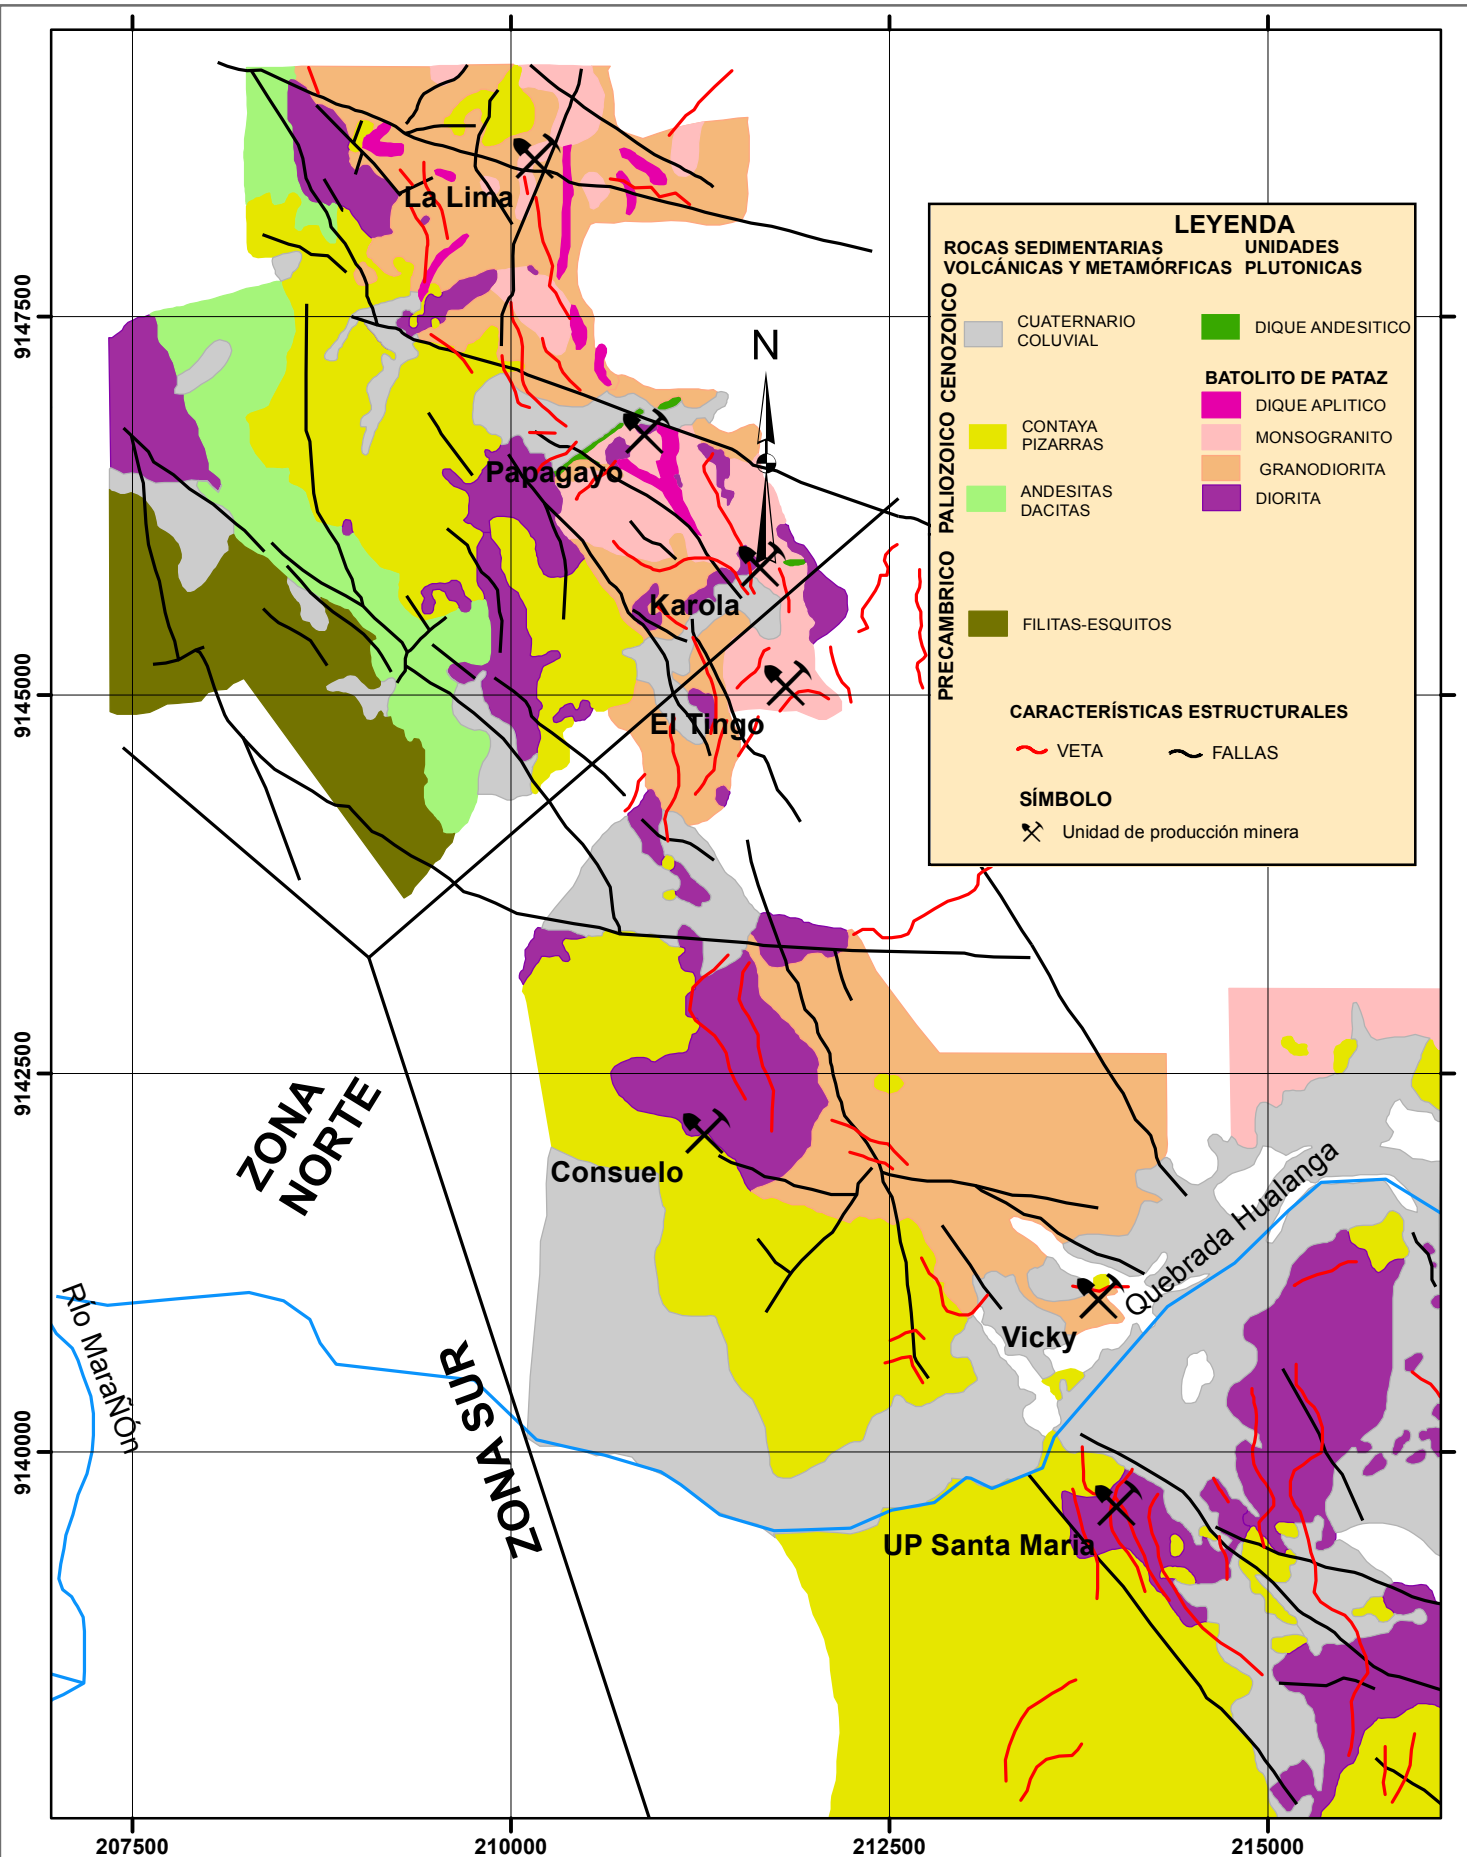 La Lima
Papagayo
Karola
El Tingo
N
LEYENDA
ROCAS SEDIMENTARIAS
VOLCÁNICAS Y METAMÓRFICAS
UNIDADES
PLUTONICAS
CENOZOICO
CUATERNARIO
COLUVIAL
DIQUE ANDESITICO
BATOLITO DE PATAZ
DIQUE APLITICO
MONSOGRANITO
GRANODIORITA
DIORITA
PALIOZOICO
CONTAYA
PIZARRAS
ANDESITAS
DACITAS
PRECAMBRICO
FILITAS-ESQUITOS
CARACTERÍSTICAS ESTRUCTURALES
VETA
FALLAS
SÍMBOLO
Unidad de producción minera
ZONA
NORTE
ZONA SUR
Consuelo
Vicky
Quebrada Hualanga
Río MaraÑÓn
UP Santa Maria
9147500
9145000
9142500
9140000
207500
210000
212500
215000